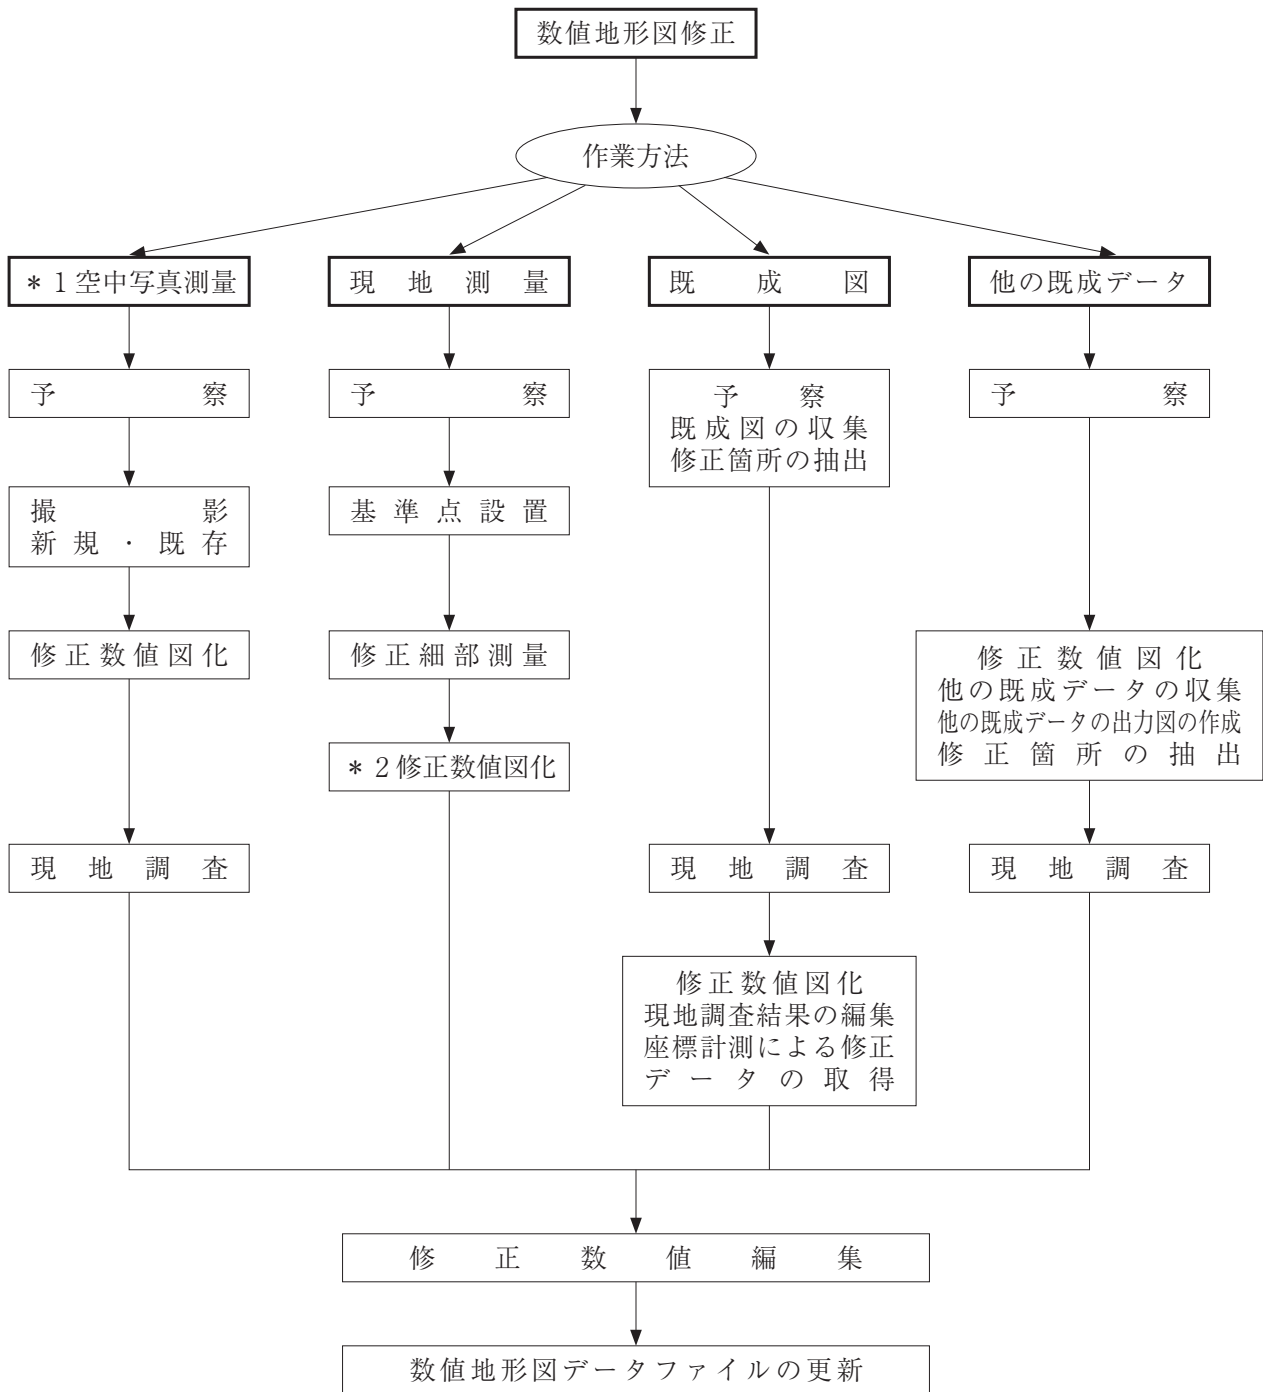 数値地形図修正
作業方法
＊１空中写真測量
現地測量
既成図
他の既成データ
予察
予察
予察
既成図の収集
修正箇所の抽出
予察
撮影
新規・既存
基準点設置
修正数値図化
修正細部測量
修正数値図化
他の既成データの収集
他の既成データの出力図の作成
修正箇所の抽出
＊２修正数値図化
現地調査
現地調査
現地調査
修正数値図化
現地調査結果の編集
座標計測による修正
データの取得
修正数値編集
数値地形図データファイルの更新